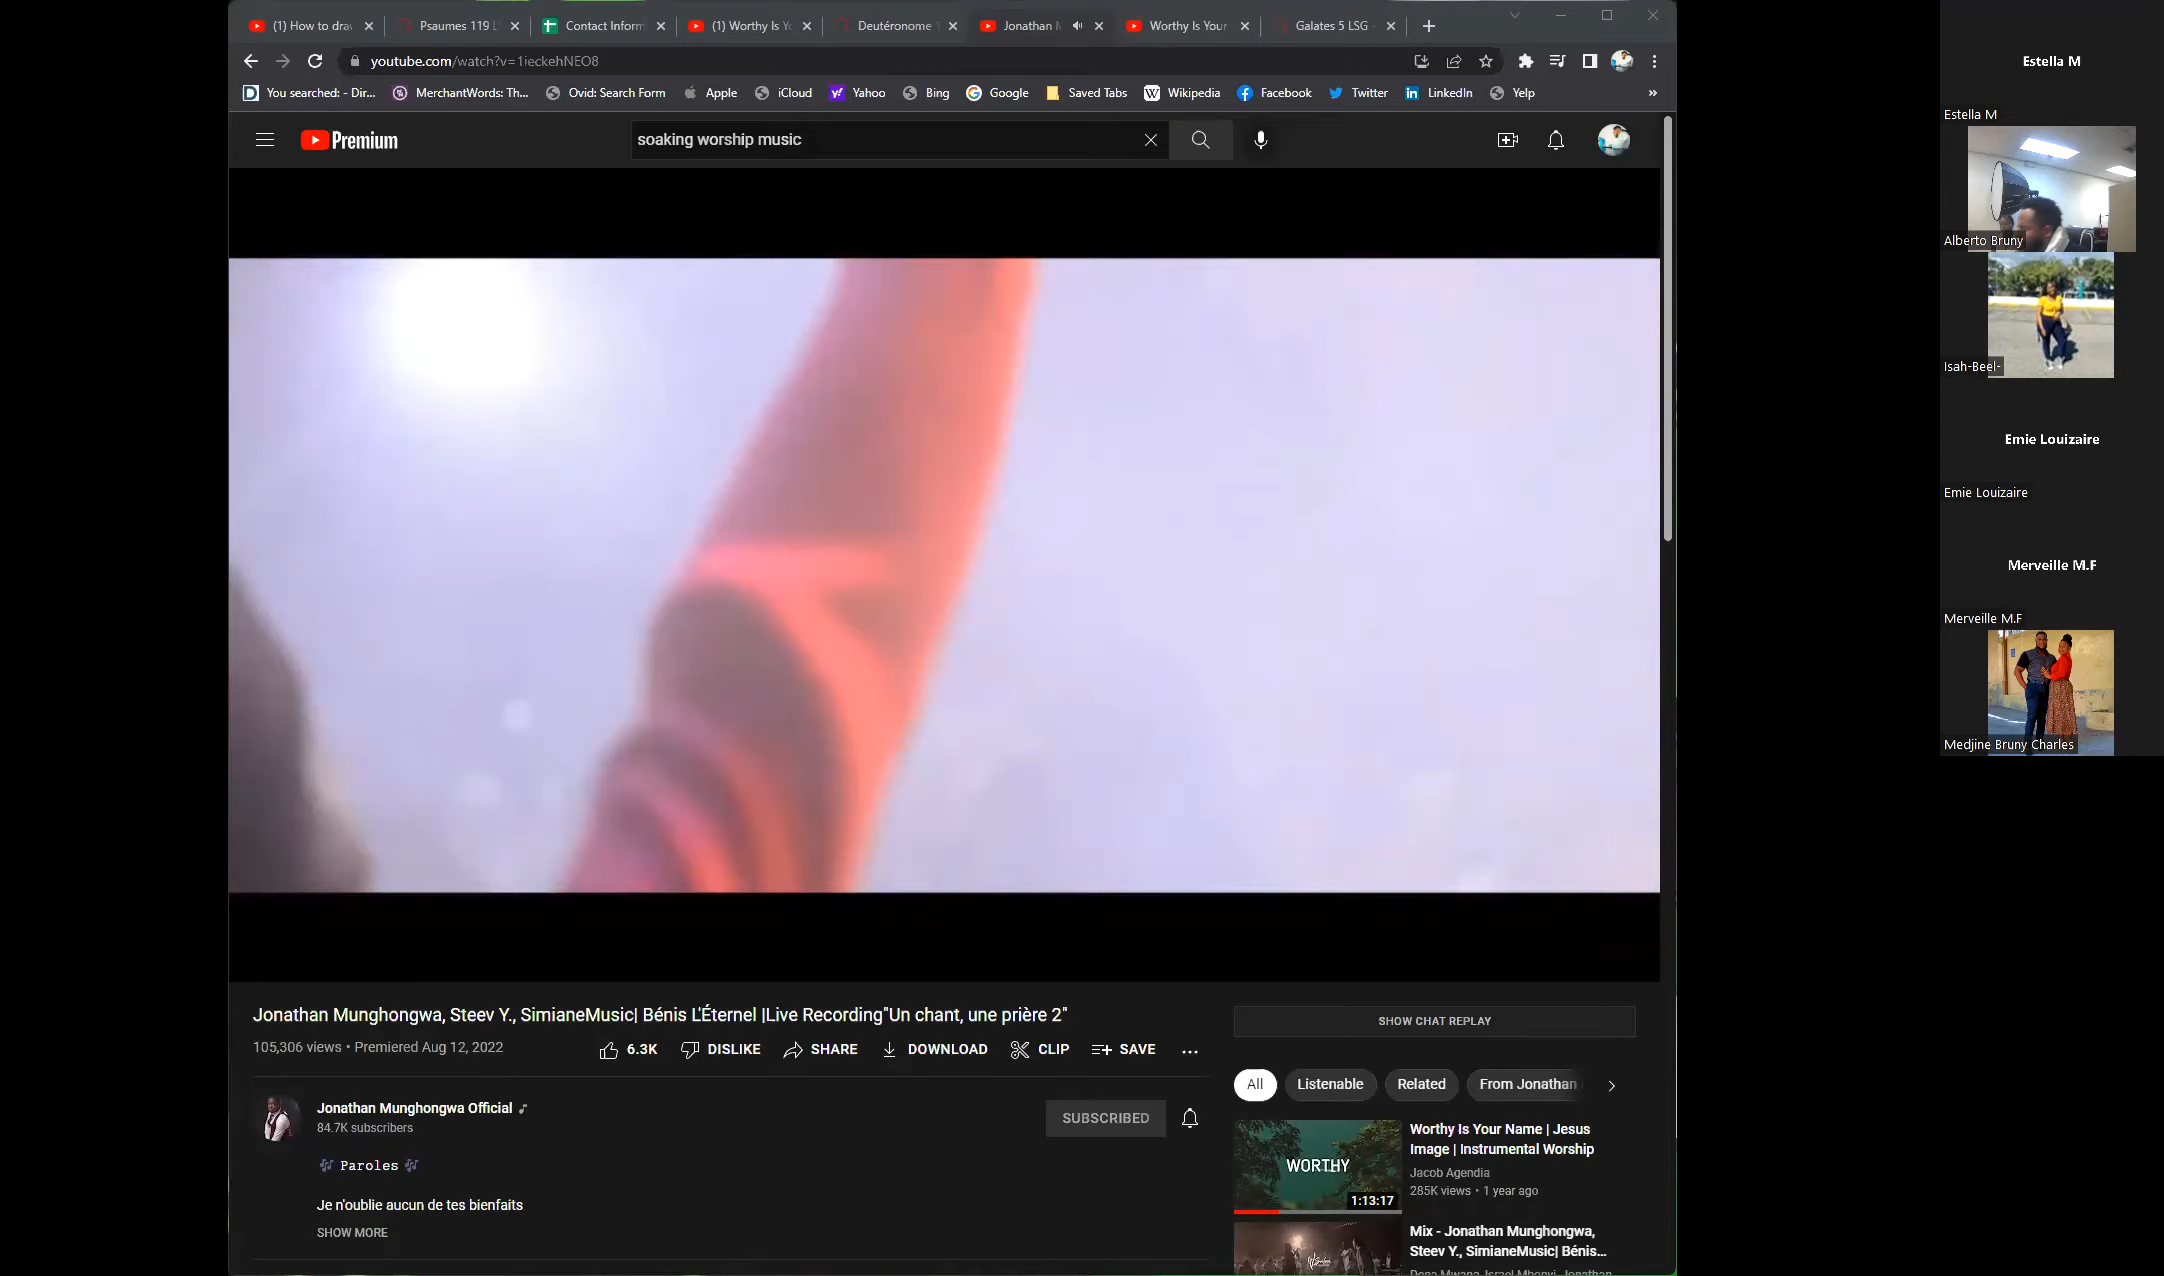 (1) How to dra
Psaumes 119 L
Contact Inform
(1) Worthy Is Yo
Deutéronome 1
Jonathan M
Worthy Is Your
Galates 5 LSG -
youtube.com/watch?v=1ieckehNEO8
You searched: - Dir...
MerchantWords: Th...
Ovid: Search Form
Apple
iCloud
Yahoo
Bing
Google
Saved Tabs
Wikipedia
Facebook
Twitter
LinkedIn
Yelp
»
Premium
soaking worship music
Jonathan Munghongwa, Steev Y., SimianeMusic| Bénis L'Éternel |Live Recording"Un chant, une prière 2"
105,306 views • Premiered Aug 12, 2022
6.3K
DISLIKE
SHARE
DOWNLOAD
CLIP
SAVE
Jonathan Munghongwa Official
84.7K subscribers
SUBSCRIBED
Paroles
Je n'oublie aucun de tes bienfaits
SHOW MORE
SHOW CHAT REPLAY
All
Listenable
Related
From Jonathan
WORTHY
1:13:17
Worthy Is Your Name | Jesus
Image | Instrumental Worship
Jacob Agendia
285K views • 1 year ago
Mix - Jonathan Munghongwa,
Steev Y., SimianeMusic| Bénis...
Dena Mwana, Israel Mbonyi, Jonathan
Estella M
Estella M
Alberto Bruny
Isah-Beel-
Emie Louizaire
Emie Louizaire
Merveille M.F
Merveille M.F
Medjine Bruny Charles